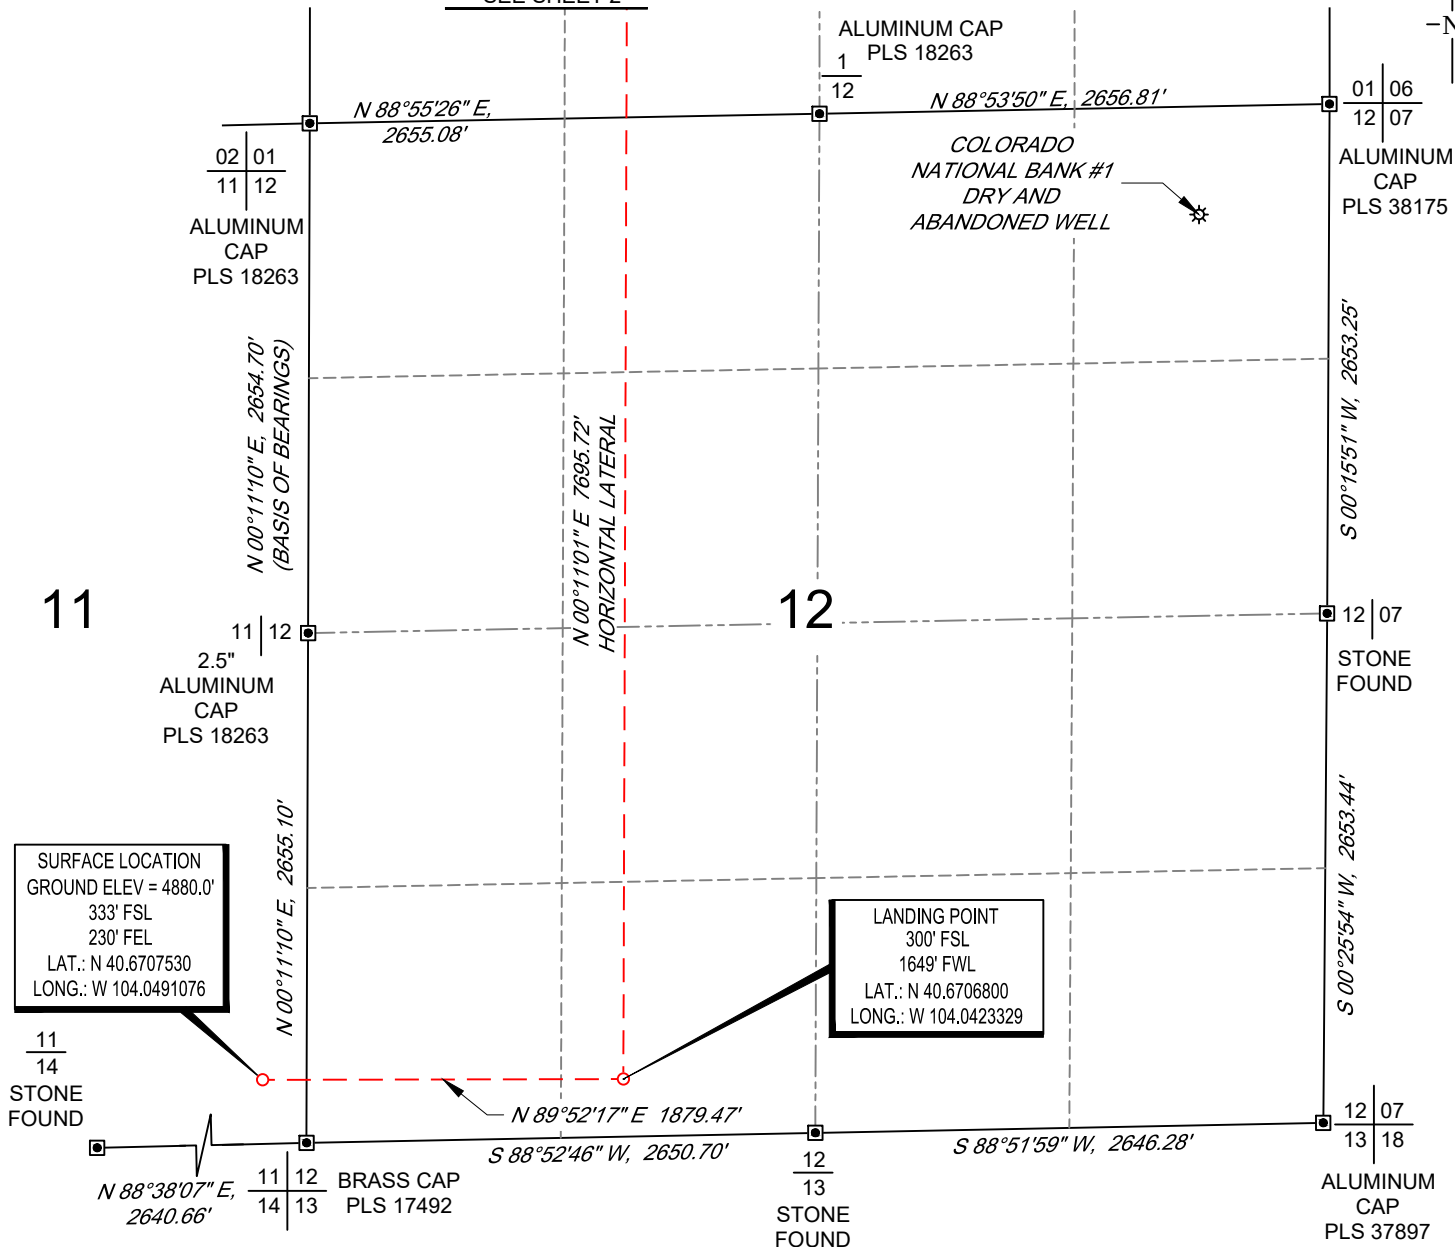 SEE SHEET 2
ALUMINUM CAP
PLS 18263
1
12
N 88°55'26" E,
2655.08'
N 88°53'50" E, 2656.81'
01 06
12 07
ALUMINUM
CAP
PLS 38175
-N
02 01
11 12
ALUMINUM
CAP
PLS 18263
COLORADO
NATIONAL BANK #1
DRY AND
ABANDONED WELL
N 00°11'10" E, 2654.70'
(BASIS OF BEARINGS)
N 00°11'01" E 7695.72'
HORIZONTAL LATERAL
S 00°15'51" W, 2653.25'
11
12
11 12
2.5"
ALUMINUM
CAP
PLS 18263
12 07
STONE
FOUND
N 00°11'10" E, 2655.10'
S 00°25'54" W, 2653.44'
SURFACE LOCATION
GROUND ELEV = 4880.0'
333' FSL
230' FEL
LAT.: N 40.6707530
LONG.: W 104.0491076
LANDING POINT
300' FSL
1649' FWL
LAT.: N 40.6706800
LONG.: W 104.0423329
11
14
STONE
FOUND
N 89°52'17" E 1879.47'
S 88°52'46" W, 2650.70'
S 88°51'59" W, 2646.28'
12 07
13 18
ALUMINUM
CAP
PLS 37897
N 88°38'07" E,
2640.66'
11 12
14 13
BRASS CAP
PLS 17492
12
13
STONE
FOUND